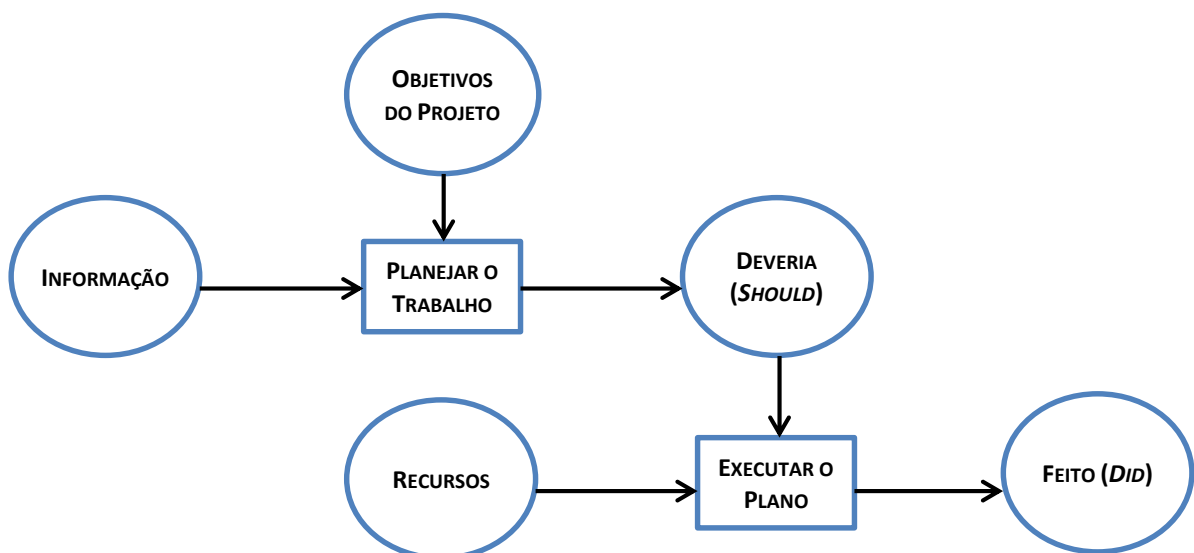 OBJETIVOS
DO PROJETO
INFORMAÇÃO
PLANEJAR O
TRABALHO
DEVERIA
(SHOULD)
RECURSOS
EXECUTAR O
PLANO
FEITO (DID)